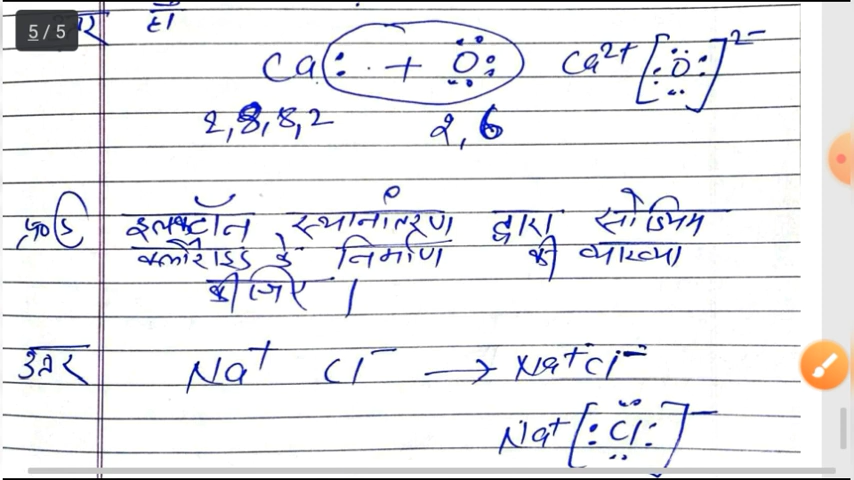 5 / 5
Ca : + :Ö: Ca²⁺ [:Ö:]²⁻
2,8,8,2 2,6
इलेक्ट्रॉन स्थानांतरण द्वारा सोडियम
क्लोराइड के निर्माण की व्याख्या
कीजिए।
उत्तर Na⁺ Cl⁻ → Na⁺Cl⁻
Na⁺ [:Cl:]⁻